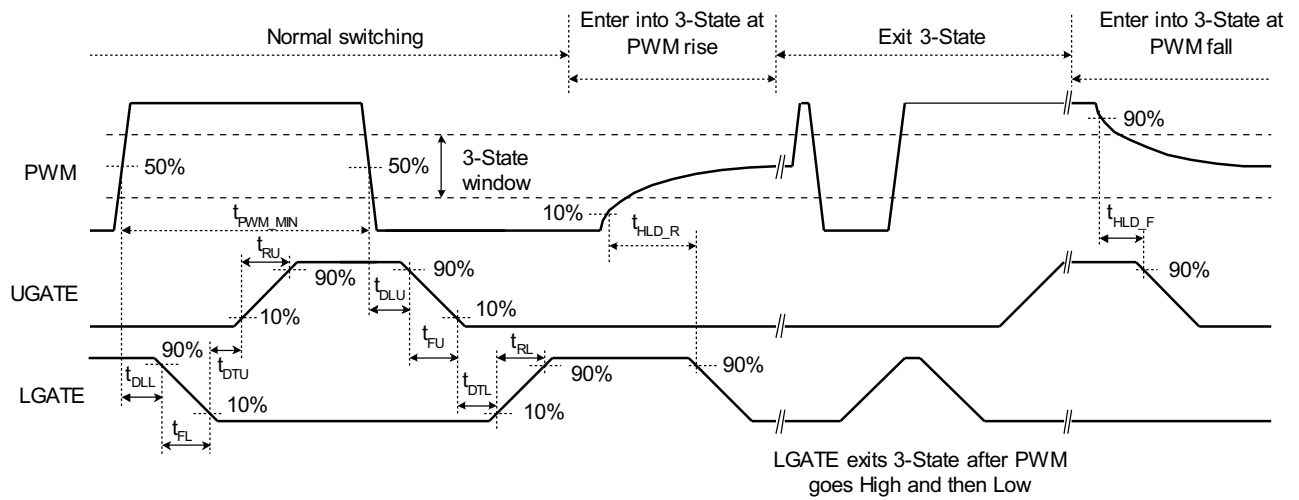 Normal switching
Enter into 3-State at
PWM rise
Exit 3-State
Enter into 3-State at
PWM fall
PWM
50%
50%
3-State
window
90%
10%
tPWM_MIN
tHLD_R
tHLD_F
tRU
UGATE
90%
90%
90%
tDLU
10%
10%
tFU
tRL
LGATE
90%
tDTU
90%
90%
tDLL
tDTL
10%
10%
tFL
LGATE exits 3-State after PWM
goes High and then Low